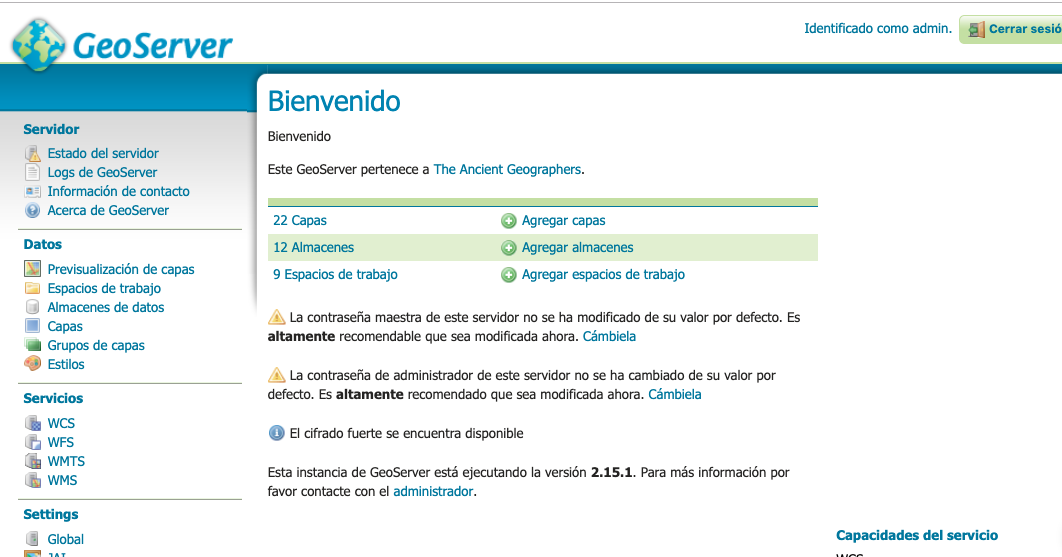 GeoServer
Identificado como admin.
Cerrar sesió
Servidor
Estado del servidor
Logs de GeoServer
Información de contacto
Acerca de GeoServer
Datos
Previsualización de capas
Espacios de trabajo
Almacenes de datos
Capas
Grupos de capas
Estilos
Servicios
WCS
WFS
WMTS
WMS
Settings
Global
JAI
Bienvenido
Bienvenido
Este GeoServer pertenece a The Ancient Geographers.
22 Capas Agregar capas
12 Almacenes Agregar almacenes
9 Espacios de trabajo Agregar espacios de trabajo
La contraseña maestra de este servidor no se ha modificado de su valor por defecto. Es
altamente recomendable que sea modificada ahora. Cámbiela
La contraseña de administrador de este servidor no se ha cambiado de su valor por
defecto. Es altamente recomendado que sea modificada ahora. Cámbiela
El cifrado fuerte se encuentra disponible
Esta instancia de GeoServer está ejecutando la versión 2.15.1. Para más información por
favor contacte con el administrador.
Capacidades del servicio
WCS